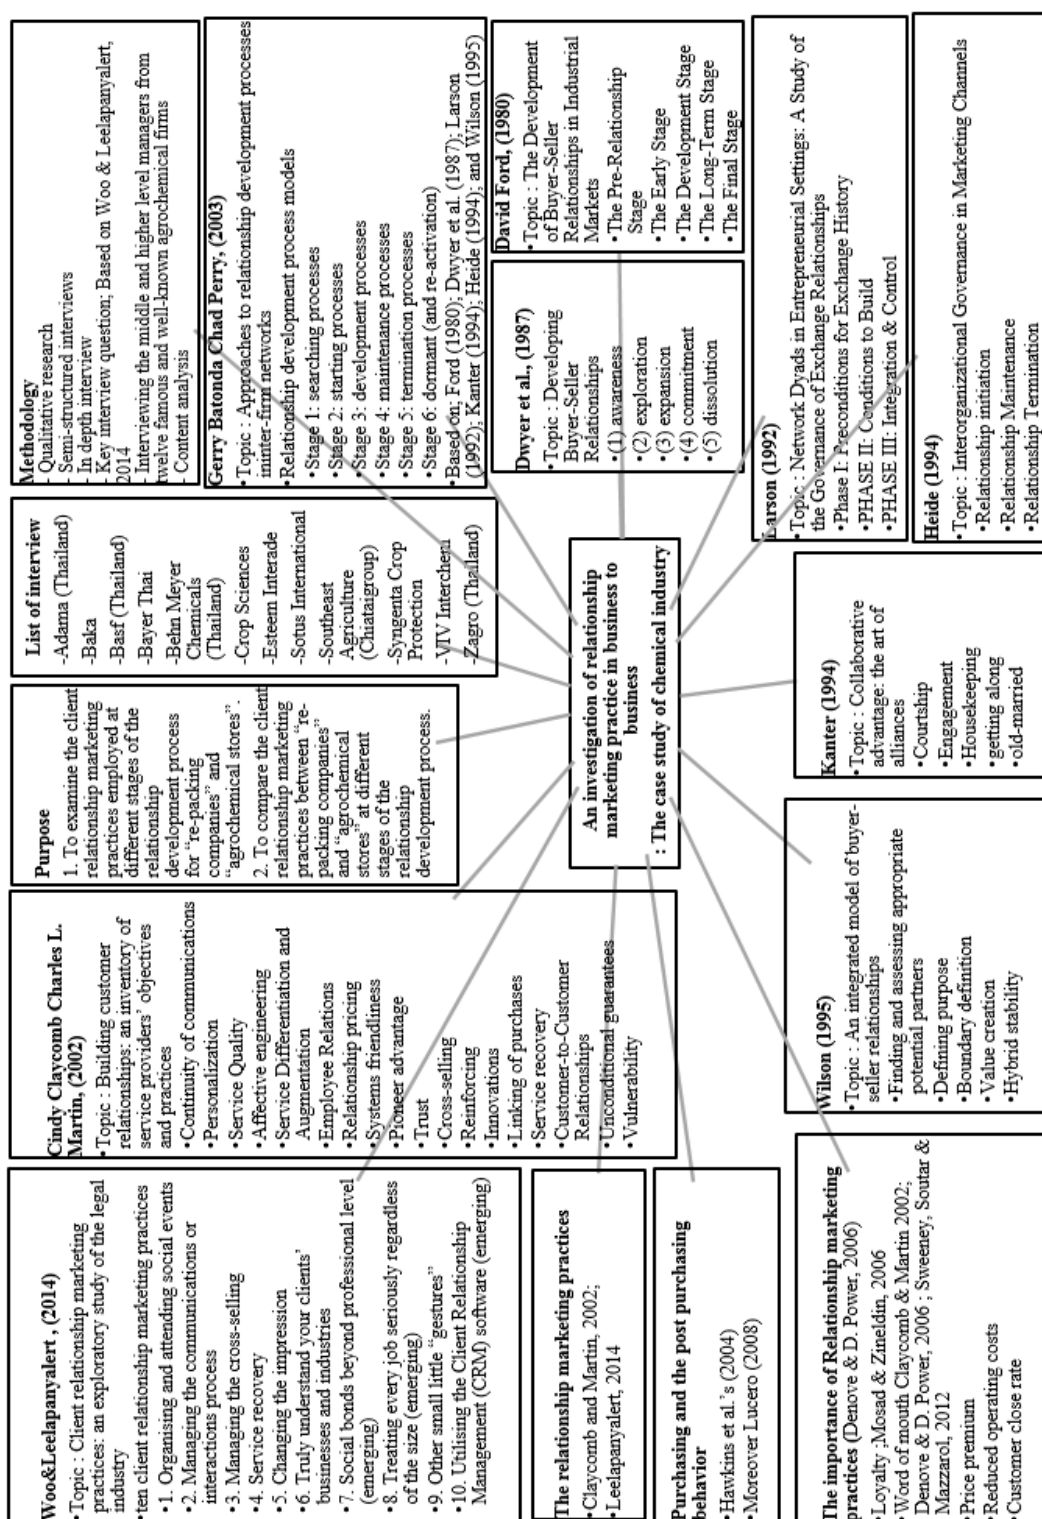 Woo&Leelapanyalert , (2014)
•Topic : Client relationship marketing
practices: an exploratory study of the legal
industry
•ten client relationship marketing practices
•1. Organising and attending social events
•2. Managing the communications or
interactions process
•3. Managing the cross-selling
•4. Service recovery
•5. Changing the impression
•6. Truly understand your clients’
businesses and industries
•7. Social bonds beyond professional level
(emerging)
•8. Treating every job seriously regardless
of the size (emerging)
•9. Other small little “gestures”
•10. Utilising the Client Relationship
Management (CRM) software (emerging)
The relationship marketing practices
•Claycomb and Martin, 2002;
•Leelapanyalert, 2014
Purchasing and the post purchasing
behavior
•Hawkins et al.’s (2004)
•Moreover Lucero (2008)
The importance of Relationship marketing
practices (Denove & D. Power, 2006)
•Loyalty ;Mosad & Zineldin, 2006
•Word of mouth Claycomb & Martin 2002;
Denove & D. Power, 2006 ; Sweeney, Soutar &
Mazzarol, 2012
•Price premium
•Reduced operating costs
•Customer close rate
Cindy Claycomb Charles L.
Martin, (2002)
•Topic : Building customer
relationships: an inventory of
service providers’ objectives
and practices
•Continuity of communications
•Personalization
•Service Quality
•Affective engineering
•Service Differentiation and
Augmentation
•Employee Relations
•Relationship pricing
•Systems friendliness
•Pioneer advantage
•Trust
•Cross-selling
•Reinforcing
•Innovations
•Linking of purchases
•Service recovery
•Customer-to-Customer
Relationships
•Unconditional guarantees
•Vulnerability
Wilson (1995)
•Topic : An integrated model of buyer-
seller relationships
•Finding and assessing appropriate
potential partners
•Defining purpose
•Boundary definition
•Value creation
•Hybrid stability
Purpose
1. To examine the client
relationship marketing
practices employed at
different stages of the
relationship
development process
for “re-packing
companies” and
“agrochemical stores”.
2. To compare the client
relationship marketing
practices between “re-
packing companies”
and “agrochemical
stores” at different
stages of the
relationship
development process.
An investigation of relationship
marketing practice in business to
business
: The case study of chemical industry
Kanter (1994)
•Topic : Collaborative
advantage: the art of
alliances
•Courtship
•Engagement
•Housekeeping
•getting along
•old-married
List of interview
-Adama (Thailand)
-Baka
-Basf (Thailand)
-Bayer Thai
-Behn Meyer
Chemicals
(Thailand)
-Crop Sciences
-Esteem Interade
-Sotus International
-Southeast
Agriculture
(Chiataigroup)
-Syngenta Crop
Protection
-VIV Interchem
-Zagro (Thailand)
Methodology
- Qualitative research
- Semi-structured interviews
- In depth interview
- Key interview question; Based on Woo & Leelapanyalert,
2014
- Interviewing the middle and higher level managers from
twelve famous and well-known agrochemical firms
- Content analysis
Gerry Batonda Chad Perry, (2003)
•Topic : Approaches to relationship development processes
ininter-firm networks
•Relationship development process models
•Stage 1: searching processes
•Stage 2: starting processes
•Stage 3: development processes
•Stage 4: maintenance processes
•Stage 5: termination processes
•Stage 6: dormant (and re-activation)
•Based on; Ford (1980); Dwyer et al. (1987); Larson
(1992); Kanter (1994); Heide (1994); and Wilson (1995)
Dwyer et al., (1987)
•Topic : Developing
Buyer-Seller
Relationships
•(1) awareness
•(2) exploration
•(3) expansion
•(4) commitment
•(5) dissolution
David Ford, (1980)
•Topic : The Development
of Buyer-Seller
Relationships in Industrial
Markets
•The Pre-Relationship
Stage
•The Early Stage
•The Development Stage
•The Long-Term Stage
•The Final Stage
Larson (1992)
•Topic : Network Dyads in Entrepreneurial Settings: A Study of
the Governance of Exchange Relationships
•Phase I: Preconditions for Exchange History
•PHASE II: Conditions to Build
•PHASE III: Integration & Control
Heide (1994)
•Topic : Interorganizational Governance in Marketing Channels
•Relationship initiation
•Relationship Maintenance
•Relationship Termination